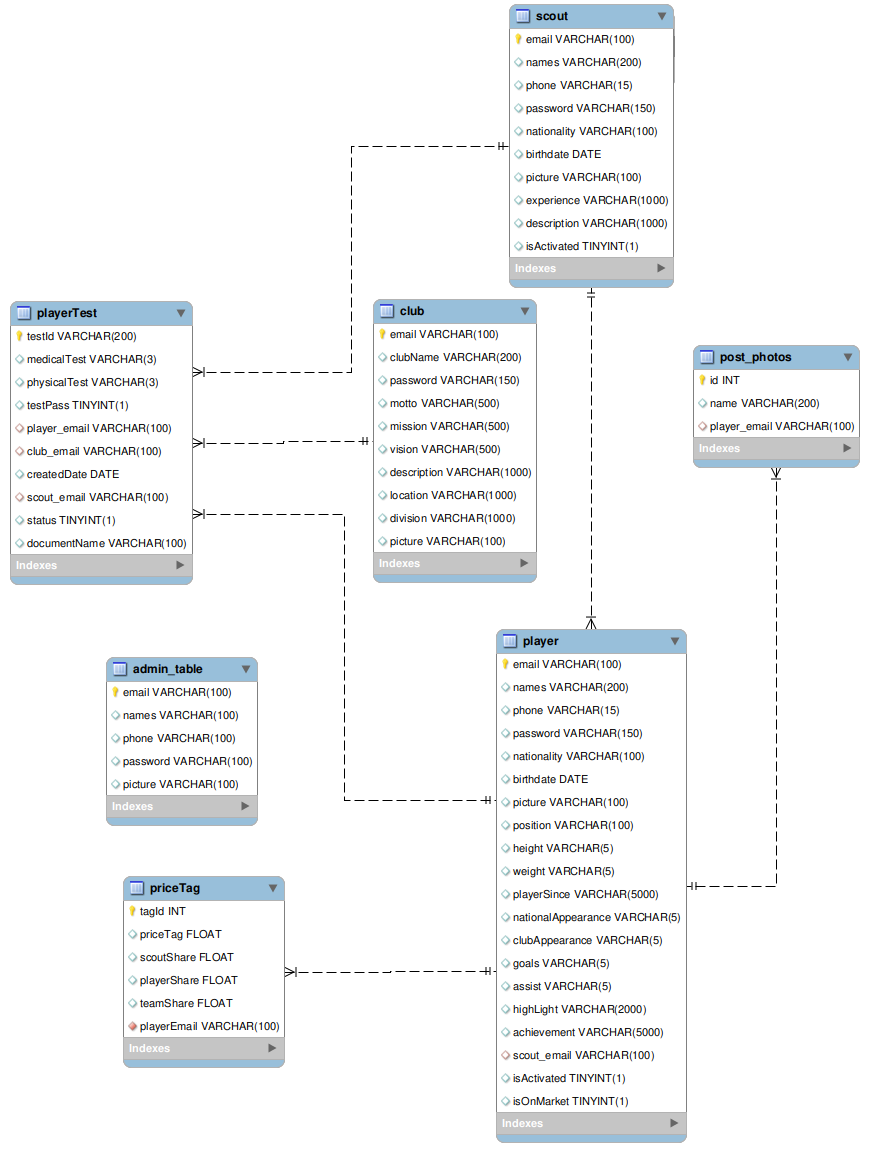 scout
email VARCHAR(100)
names VARCHAR(200)
phone VARCHAR(15)
password VARCHAR(150)
nationality VARCHAR(100)
birthdate DATE
picture VARCHAR(100)
experience VARCHAR(1000)
description VARCHAR(1000)
isActivated TINYINT(1)
Indexes
playerTest
testId VARCHAR(200)
medicalTest VARCHAR(3)
physicalTest VARCHAR(3)
testPass TINYINT(1)
player_email VARCHAR(100)
club_email VARCHAR(100)
createdDate DATE
scout_email VARCHAR(100)
status TINYINT(1)
documentName VARCHAR(100)
Indexes
club
email VARCHAR(100)
clubName VARCHAR(200)
password VARCHAR(150)
motto VARCHAR(500)
mission VARCHAR(500)
vision VARCHAR(500)
description VARCHAR(1000)
location VARCHAR(1000)
division VARCHAR(1000)
picture VARCHAR(100)
Indexes
post_photos
id INT
name VARCHAR(200)
player_email VARCHAR(100)
Indexes
admin_table
email VARCHAR(100)
names VARCHAR(100)
phone VARCHAR(100)
password VARCHAR(100)
picture VARCHAR(100)
Indexes
player
email VARCHAR(100)
names VARCHAR(200)
phone VARCHAR(15)
password VARCHAR(150)
nationality VARCHAR(100)
birthdate DATE
picture VARCHAR(100)
position VARCHAR(100)
height VARCHAR(5)
weight VARCHAR(5)
playerSince VARCHAR(5000)
nationalAppearance VARCHAR(5)
clubAppearance VARCHAR(5)
goals VARCHAR(5)
assist VARCHAR(5)
highLight VARCHAR(2000)
achievement VARCHAR(5000)
scout_email VARCHAR(100)
isActivated TINYINT(1)
isOnMarket TINYINT(1)
Indexes
priceTag
tagId INT
priceTag FLOAT
scoutShare FLOAT
playerShare FLOAT
teamShare FLOAT
playerEmail VARCHAR(100)
Indexes